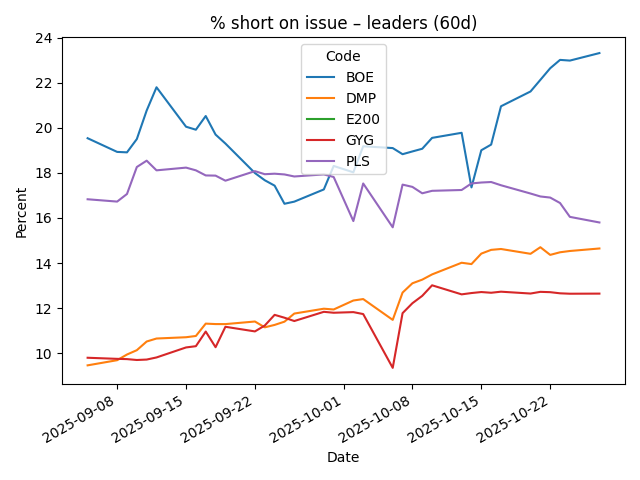 % short on issue – leaders (60d)
Code
BOE
DMP
E200
GYG
PLS
Percent
24
22
20
18
16
14
12
10
2025-09-08
2025-09-15
2025-09-22
2025-10-01
2025-10-08
2025-10-15
2025-10-22
Date